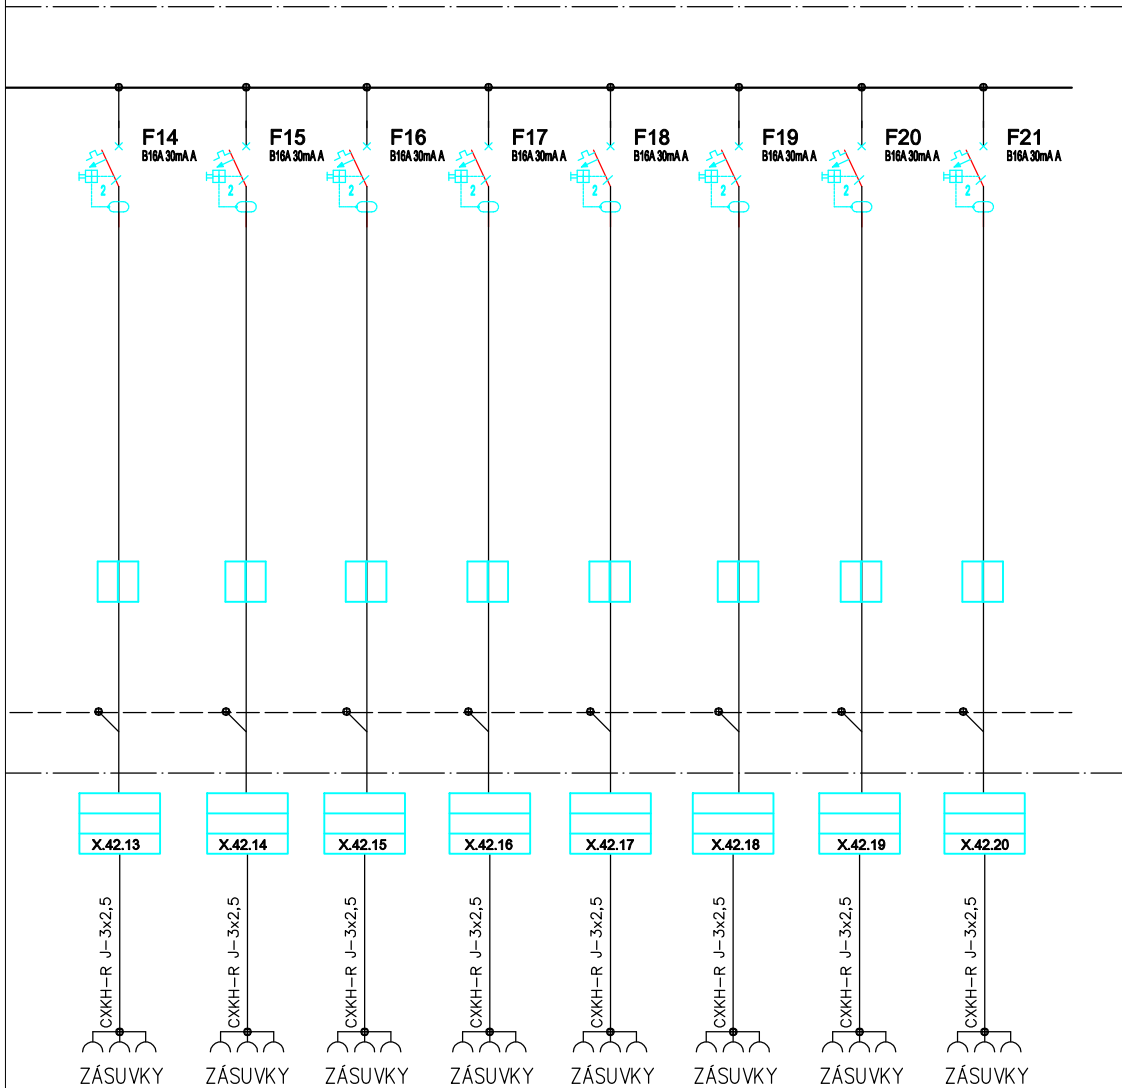 F14 F15 F16 F17 F18 F19 F20 F21
B16A 30mA A B16A 30mA A B16A 30mA A B16A 30mA A B16A 30mA A B16A 30mA A B16A 30mA A B16A 30mA A
2 2 2 2 2 2 2 2
X.42.13 X.42.14 X.42.15 X.42.16 X.42.17 X.42.18 X.42.19 X.42.20
CXKH-R J-3x2,5 CXKH-R J-3x2,5 CXKH-R J-3x2,5 CXKH-R J-3x2,5 CXKH-R J-3x2,5 CXKH-R J-3x2,5 CXKH-R J-3x2,5 CXKH-R J-3x2,5
ZÁSUVKY ZÁSUVKY ZÁSUVKY ZÁSUVKY ZÁSUVKY ZÁSUVKY ZÁSUVKY ZÁSUVKY